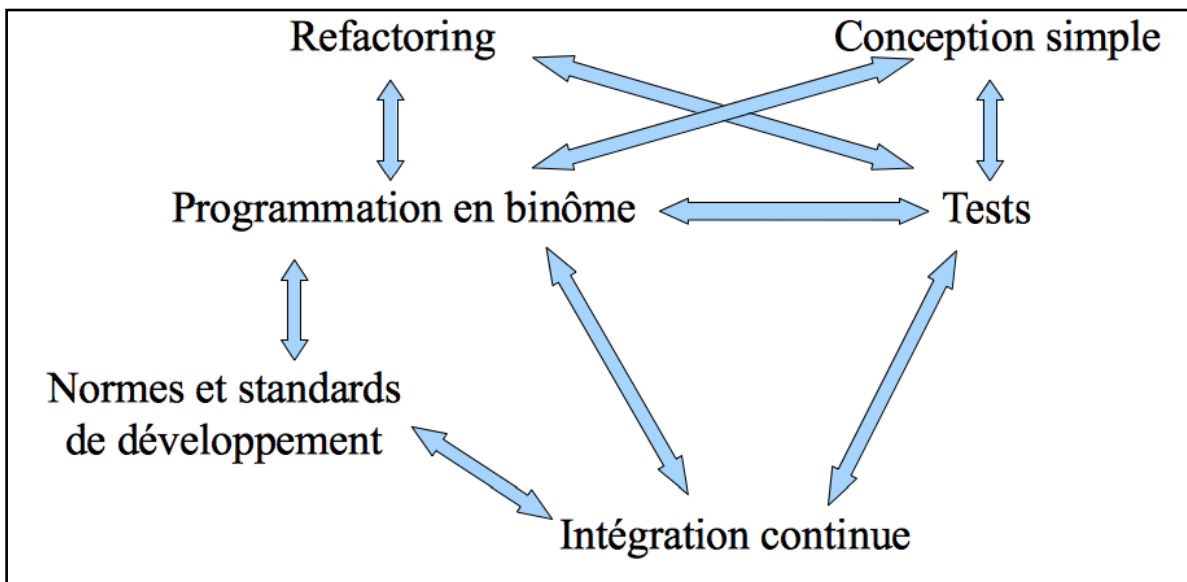 Refactoring
Conception simple
Programmation en binôme
Tests
Normes et standards
de développement
Intégration continue